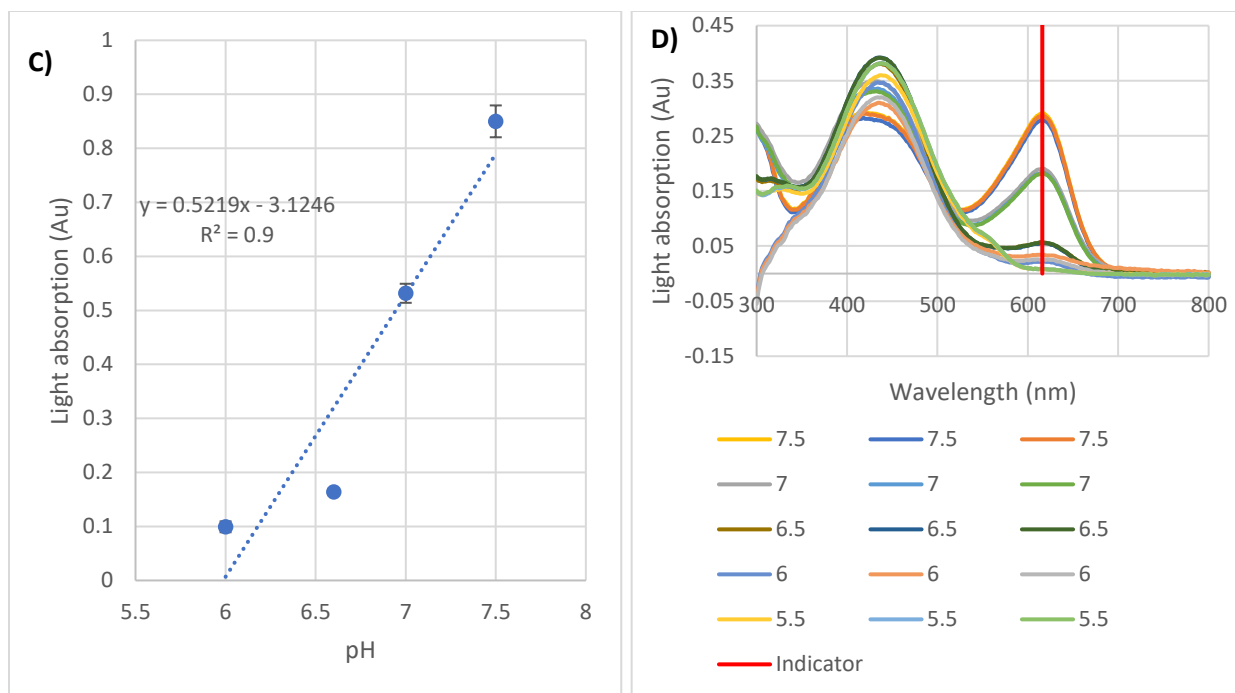 C)
Light absorption (Au)
1
0.9
0.8
0.7
0.6
0.5
0.4
0.3
0.2
0.1
0
y = 0.5219x - 3.1246
R² = 0.9
5.5 6 6.5 7 7.5 8
pH
D)
Light absorption (Au)
0.45
0.35
0.25
0.15
0.05
-0.05
-0.15
300 400 500 600 700 800
Wavelength (nm)
7.5 7.5 7.5
7 7 7
6.5 6.5 6.5
6 6 6
5.5 5.5 5.5
Indicator